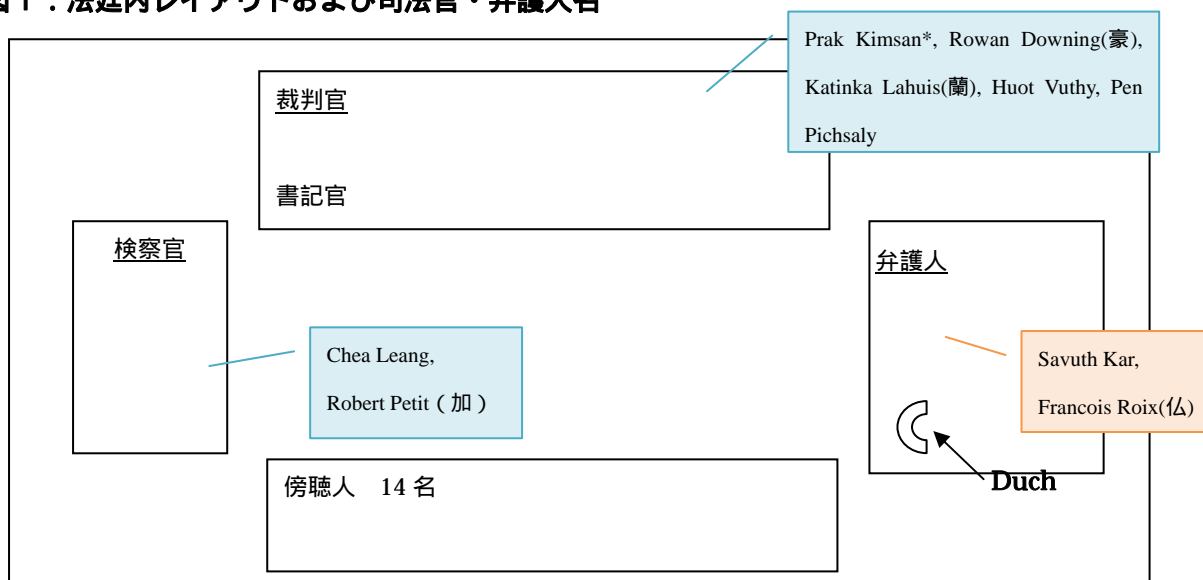 図1：法廷内レイアウトおよび司法官・弁護人名
Prak Kimsan*, Rowan Downing(豪),
Katinka Lahuis(蘭), Huot Vuthy, Pen
Pichsaly
裁判官
書記官
検察官
弁護人
Chea Leang,
Robert Petit（加）
Savuth Kar,
Francois Roix(仏)
Duch
傍聴人　14 名